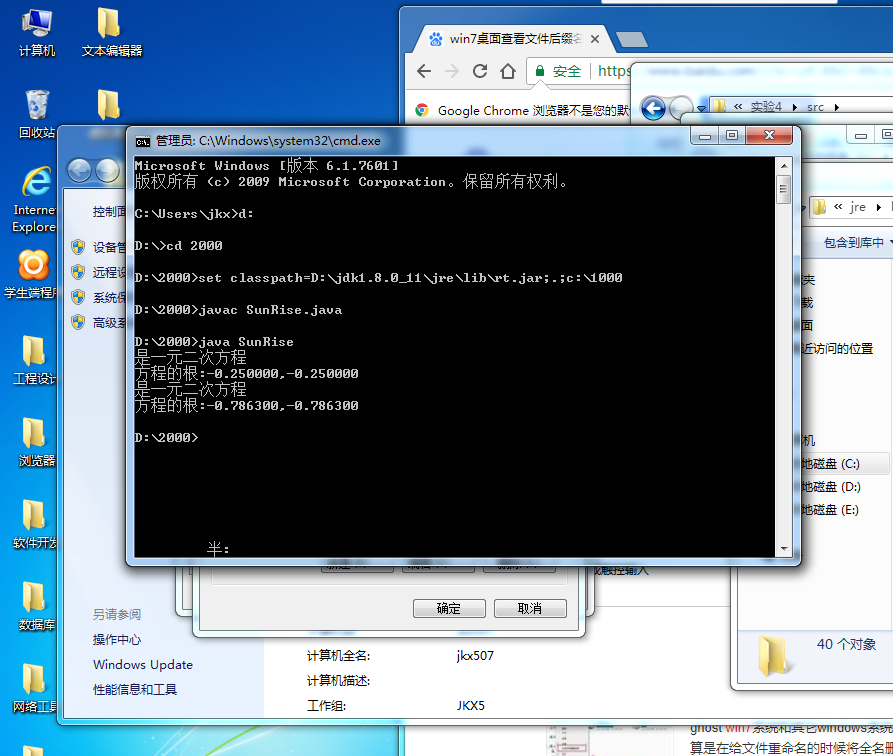 计算机
文本编辑器
回收站
Internet
Explore
学生端程序
工程设计
浏览器
软件开发
数据库
网络工具
win7桌面查看文件后缀名
安全
https
Google Chrome 浏览器不是您的默
« 实验4 ▸ src ▸
« jre ▸
包含到库中
管理员: C:\Windows\system32\cmd.exe
Microsoft Windows [版本 6.1.7601]
版权所有 (c) 2009 Microsoft Corporation。保留所有权利。
C:\Users\jkx>d:
D:\>cd 2000
D:\2000>set classpath=D:\jdk1.8.0_11\jre\lib\rt.jar;.;c:\1000
D:\2000>javac SunRise.java
D:\2000>java SunRise
是一元二次方程
方程的根:-0.250000,-0.250000
是一元二次方程
方程的根:-0.786300,-0.786300
D:\2000>
半:
控制面
设备管
远程设
系统保
高级系
夹
载
面
近访问的位置
机
地磁盘 (C:)
地磁盘 (D:)
地磁盘 (E:)
或触控输入
确定
取消
另请参阅
操作中心
Windows Update
性能信息和工具
计算机全名:
jkx507
计算机描述:
工作组:
JKX5
40 个对象
ghost win7系统和其它windows系统
算是在给文件重命名的时候将全名删